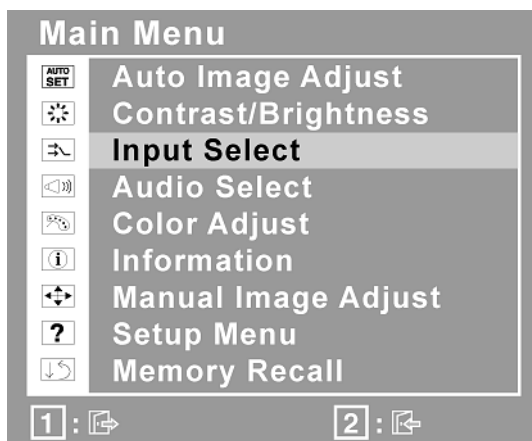 Main Menu
AUTO SET Auto Image Adjust
Contrast/Brightness
Input Select
Audio Select
Color Adjust
i Information
Manual Image Adjust
? Setup Menu
Memory Recall
1 : 2 :